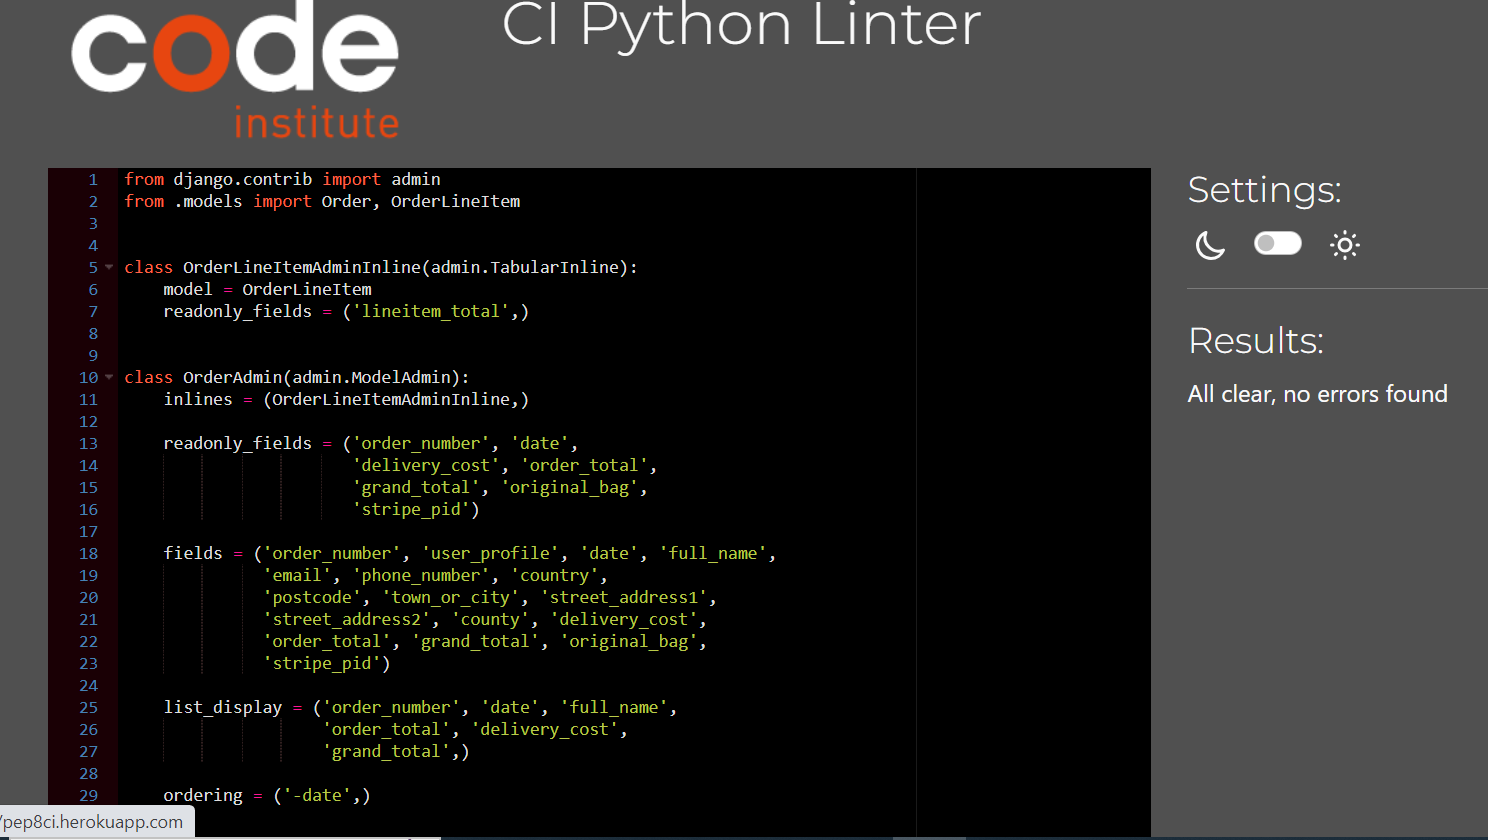 code
institute
CI Python Linter
1 from django.contrib import admin
2 from .models import Order, OrderLineItem
3
4
5 class OrderLineItemAdminInline(admin.TabularInline):
6     model = OrderLineItem
7     readonly_fields = ('lineitem_total',)
8
9
10 class OrderAdmin(admin.ModelAdmin):
11     inlines = (OrderLineItemAdminInline,)
12
13     readonly_fields = ('order_number', 'date',
14                        'delivery_cost', 'order_total',
15                        'grand_total', 'original_bag',
16                        'stripe_pid')
17
18     fields = ('order_number', 'user_profile', 'date', 'full_name',
19               'email', 'phone_number', 'country',
20               'postcode', 'town_or_city', 'street_address1',
21               'street_address2', 'county', 'delivery_cost',
22               'order_total', 'grand_total', 'original_bag',
23               'stripe_pid')
24
25     list_display = ('order_number', 'date', 'full_name',
26                     'order_total', 'delivery_cost',
27                     'grand_total',)
28
29     ordering = ('-date',)
Settings:
Results:
All clear, no errors found
/pep8ci.herokuapp.com